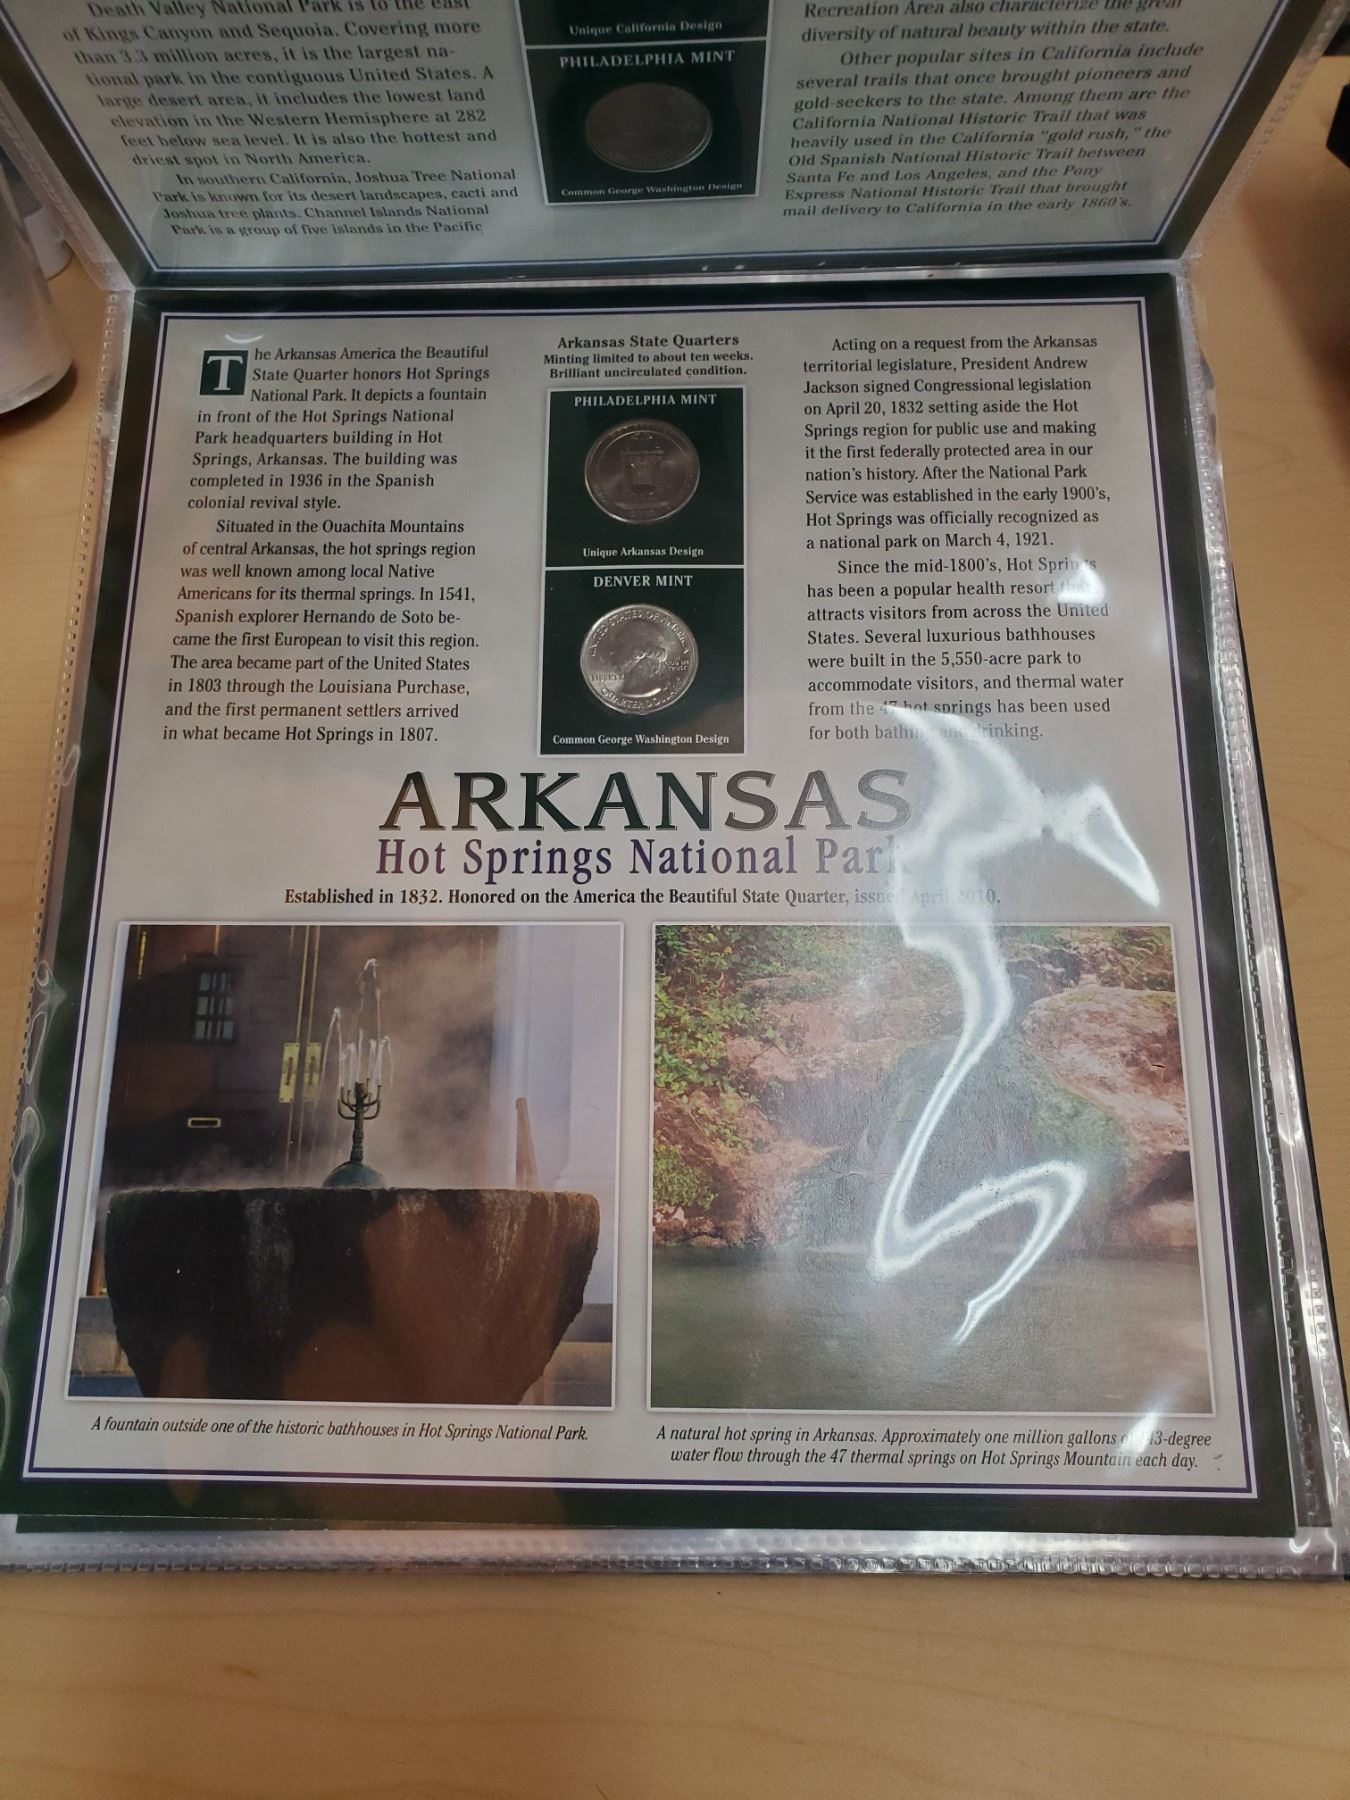 Death Valley National Park is to the east
of Kings Canyon and Sequoia. Covering more
than 3.3 million acres, it is the largest na-
tional park in the contiguous United States. A
large desert area, it includes the lowest land
elevation in the Western Hemisphere at 282
feet below sea level. It is also the hottest and
driest spot in North America.
In southern California, Joshua Tree National
Park is known for its desert landscapes, cacti and
Joshua tree plants. Channel Islands National
Park is a group of five islands in the Pacific
Unique California Design
PHILADELPHIA MINT
Common George Washington Design
Recreation Area also characterize the great
diversity of natural beauty within the state.
Other popular sites in California include
several trails that once brought pioneers and
gold-seekers to the state. Among them are the
California National Historic Trail that was
heavily used in the California "gold rush," the
Old Spanish National Historic Trail between
Santa Fe and Los Angeles, and the Pony
Express National Historic Trail that brought
mail delivery to California in the early 1860's.
The Arkansas America the Beautiful
State Quarter honors Hot Springs
National Park. It depicts a fountain
in front of the Hot Springs National
Park headquarters building in Hot
Springs, Arkansas. The building was
completed in 1936 in the Spanish
colonial revival style.
Situated in the Ouachita Mountains
of central Arkansas, the hot springs region
was well known among local Native
Americans for its thermal springs. In 1541,
Spanish explorer Hernando de Soto be-
came the first European to visit this region.
The area became part of the United States
in 1803 through the Louisiana Purchase,
and the first permanent settlers arrived
in what became Hot Springs in 1807.
Arkansas State Quarters
Minting limited to about ten weeks.
Brilliant uncirculated condition.
PHILADELPHIA MINT
Unique Arkansas Design
DENVER MINT
UNITED STATES OF AMERICA
LIBERTY
QUARTER DOLLAR
Common George Washington Design
Acting on a request from the Arkansas
territorial legislature, President Andrew
Jackson signed Congressional legislation
on April 20, 1832 setting aside the Hot
Springs region for public use and making
it the first federally protected area in our
nation's history. After the National Park
Service was established in the early 1900's,
Hot Springs was officially recognized as
a national park on March 4, 1921.
Since the mid-1800's, Hot Springs
has been a popular health resort that
attracts visitors from across the United
States. Several luxurious bathhouses
were built in the 5,550-acre park to
accommodate visitors, and thermal water
from the 47 hot springs has been used
for both bathing and drinking.
ARKANSAS
Hot Springs National Park
Established in 1832. Honored on the America the Beautiful State Quarter, issued April 2010.
A fountain outside one of the historic bathhouses in Hot Springs National Park.
A natural hot spring in Arkansas. Approximately one million gallons
water flow through the 47 thermal springs on Hot Springs Mountain each day.